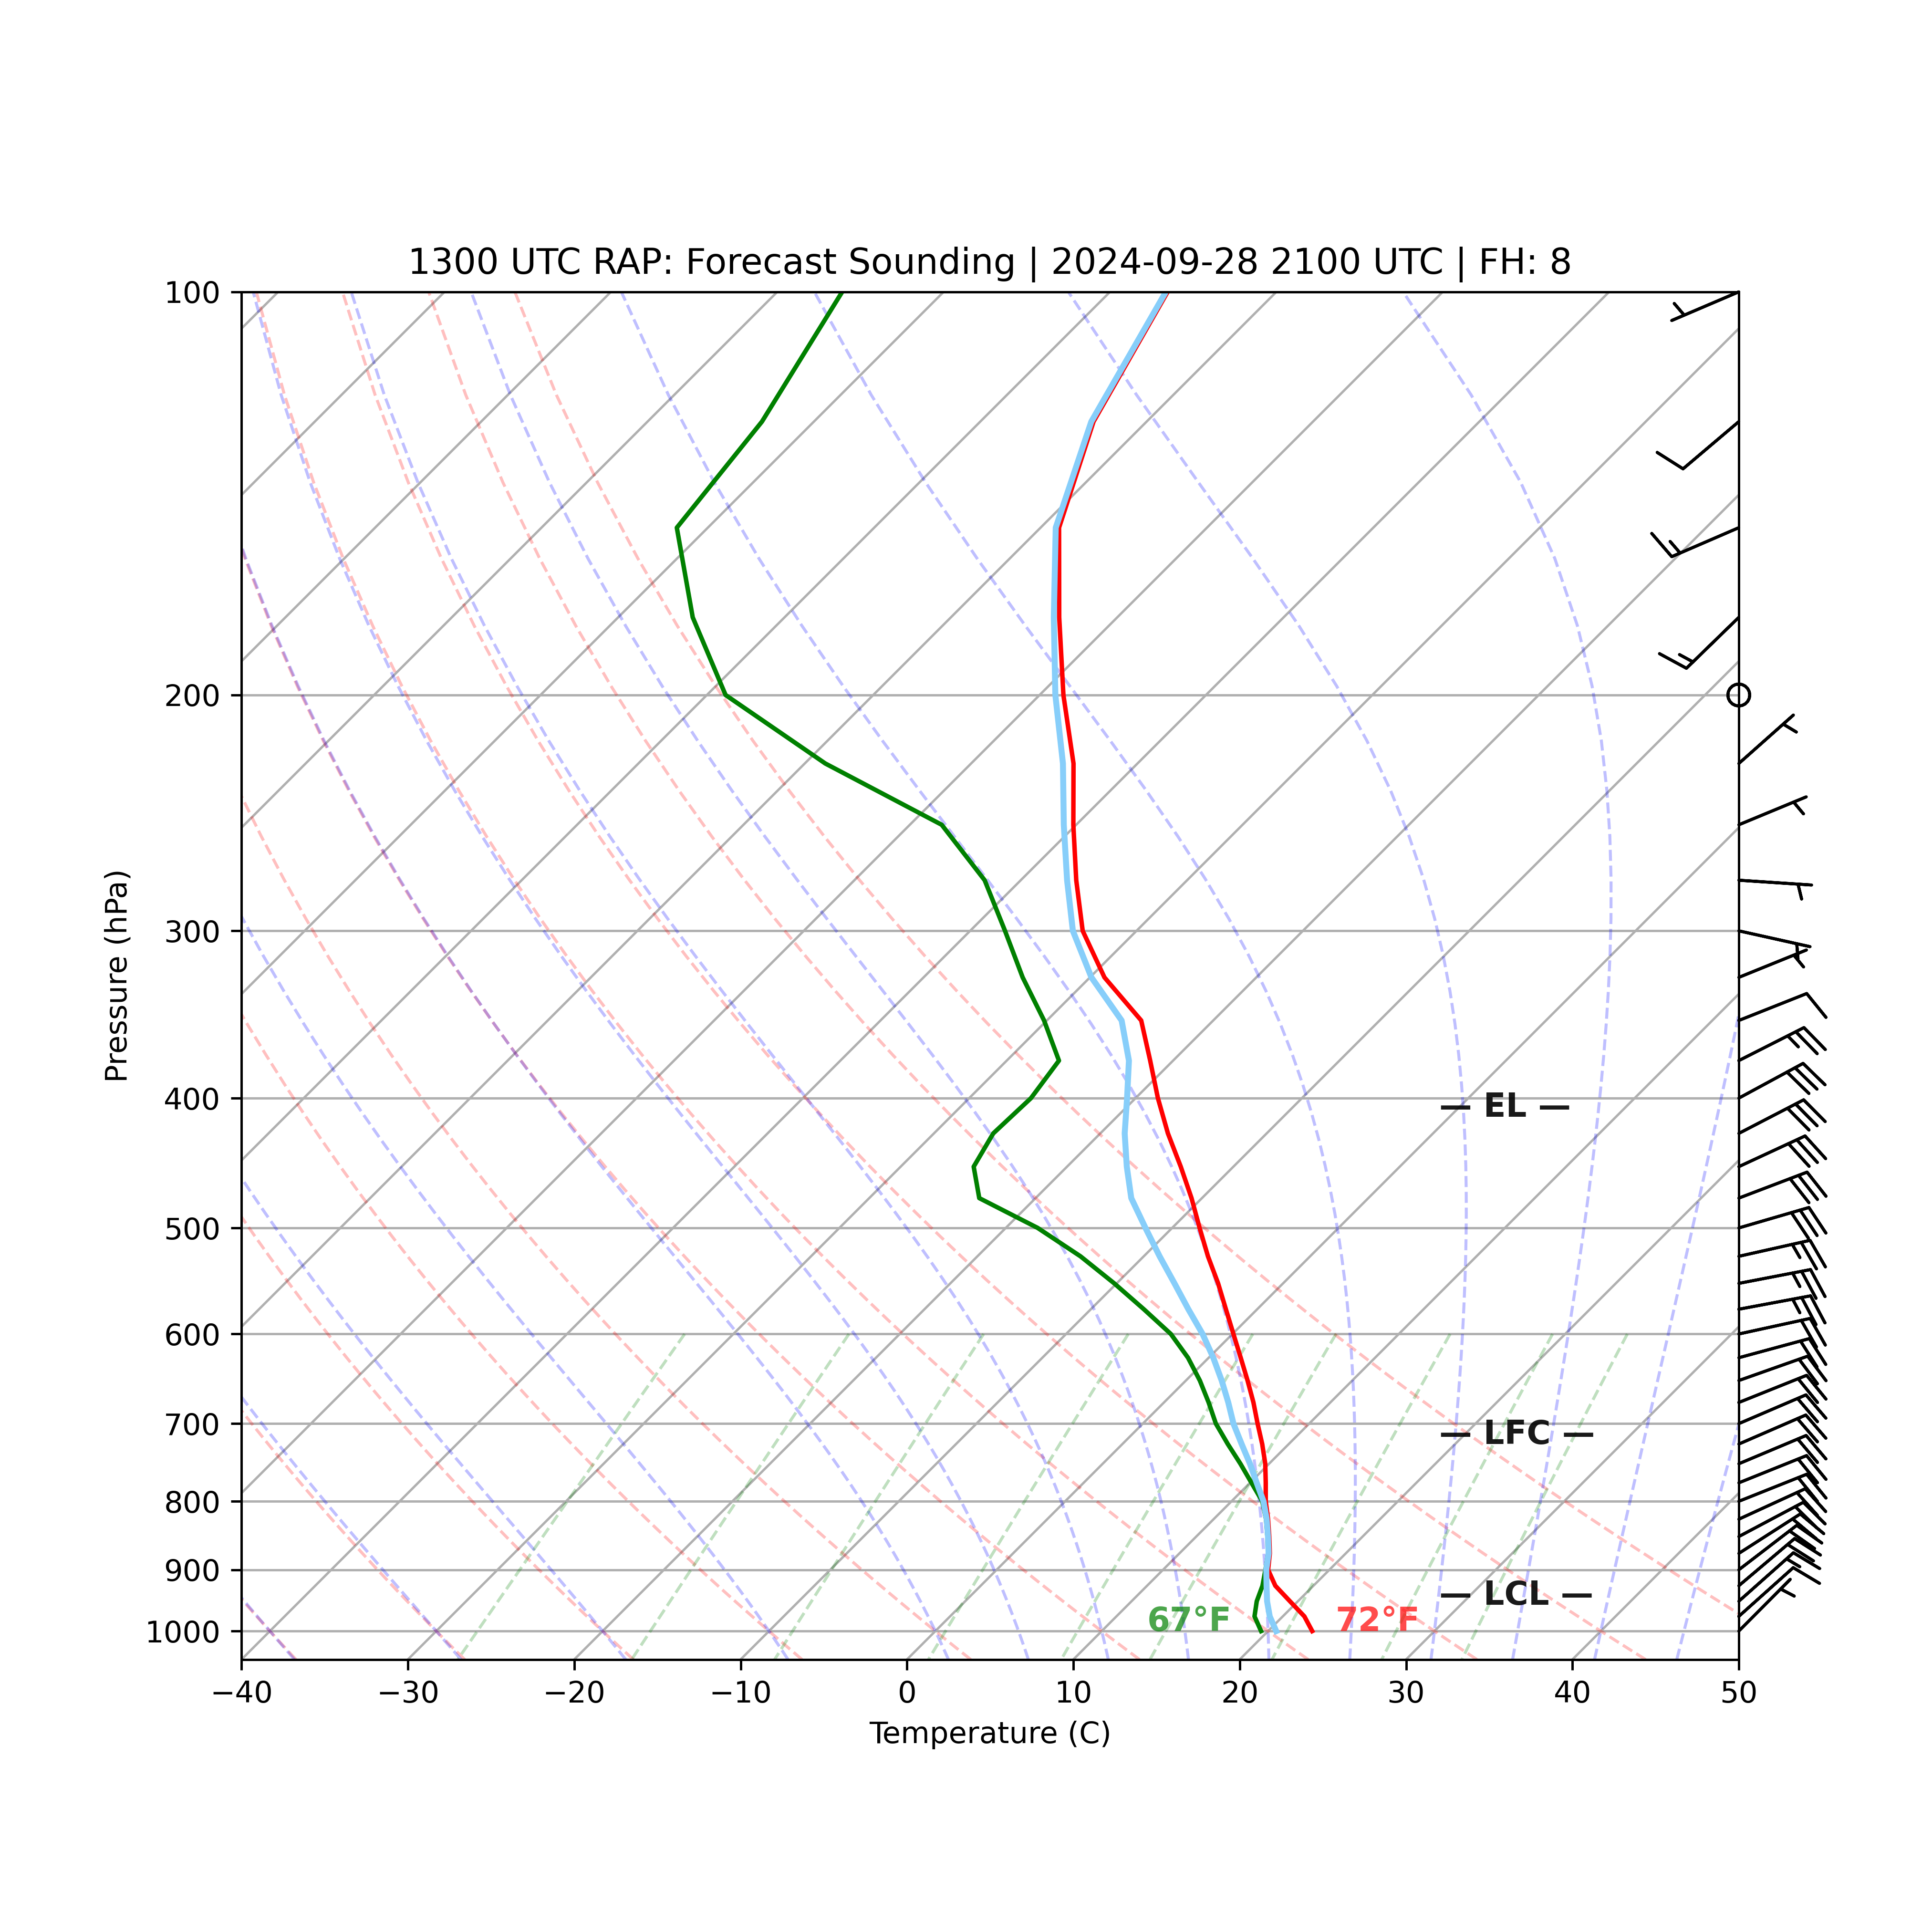 1300 UTC RAP: Forecast Sounding | 2024-09-28 2100 UTC | FH: 8
100
200
300
— EL —
400
500
600
— LFC —
700
800
— LCL —
900
67°F 72°F
1000
−40 −30 −20 −10 0 10 20 30 40 50
Temperature (C)
Pressure (hPa)